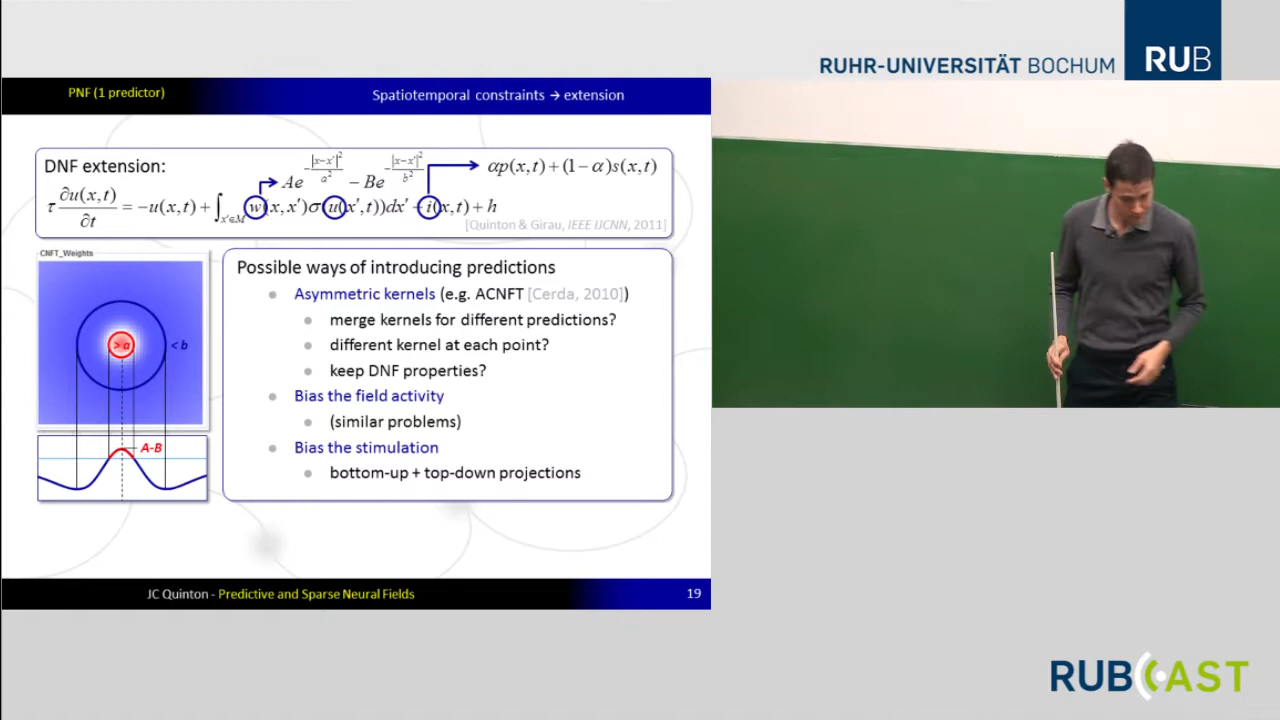 RUHR-UNIVERSITÄT BOCHUM
RUB
PNF (1 predictor)
Spatiotemporal constraints → extension
DNF extension:
Ae^{-|x-x'|²/a²} − Be^{-|x-x'|²/b²}
αp(x,t)+(1−α)s(x,t)
τ ∂u(x,t)/∂t = −u(x,t) + ∫_{x'∈M} w(x,x')σ(u(x',t))dx' + i(x,t) + h
[Quinton & Girau, IEEE IJCNN, 2011]
CNFT_Weights
> a
< b
A-B
Possible ways of introducing predictions
Asymmetric kernels (e.g. ACNFT [Cerda, 2010])
merge kernels for different predictions?
different kernel at each point?
keep DNF properties?
Bias the field activity
(similar problems)
Bias the stimulation
bottom-up + top-down projections
JC Quinton - Predictive and Sparse Neural Fields
19
RUBCAST